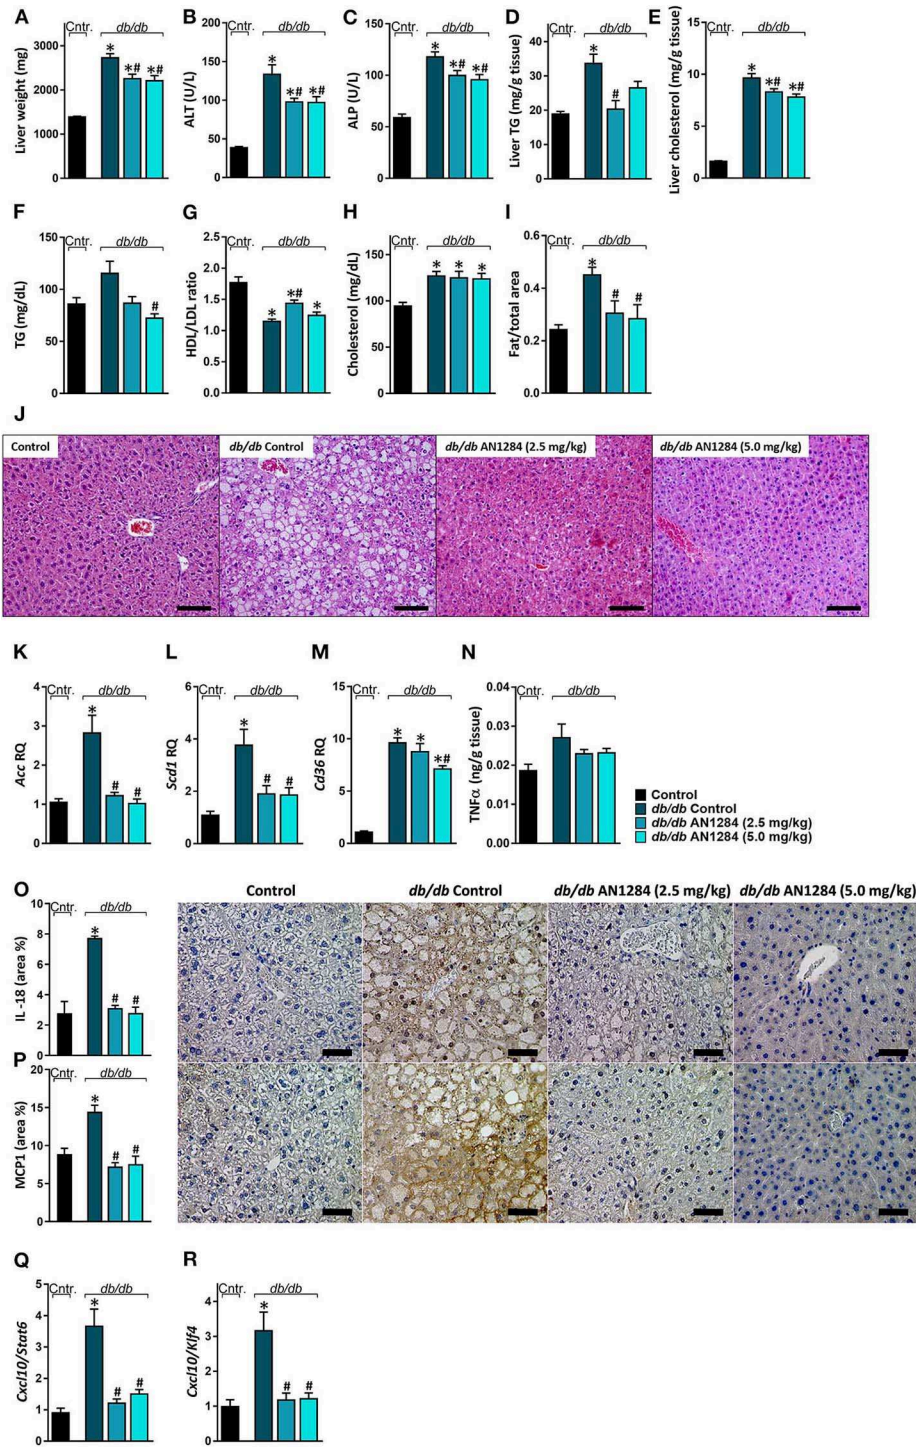 A
Cntr. db/db
Liver weight (mg)
3000
2000
1000
0
* *# *#
B
Cntr. db/db
ALT (U/L)
200
150
100
50
0
* *# *#
C
Cntr. db/db
ALP (U/L)
150
100
50
0
* *# *#
D
Cntr. db/db
Liver TG (mg/g tissue)
40
30
20
10
0
* #
E
Cntr. db/db
Liver cholesterol (mg/g tissue)
15
10
5
0
* *# *#
F
Cntr. db/db
TG (mg/dL)
150
100
50
0
#
G
Cntr. db/db
HDL/LDL ratio
2.5
2.0
1.5
1.0
0.5
0.0
* *# *
H
Cntr. db/db
Cholesterol (mg/dL)
150
100
50
0
* * *
I
Cntr. db/db
Fat/total area
0.6
0.4
0.2
0.0
* # #
J
Control
db/db Control
db/db AN1284 (2.5 mg/kg)
db/db AN1284 (5.0 mg/kg)
K
Cntr. db/db
Acc RQ
4
3
2
1
0
* # #
L
Cntr. db/db
Scd1 RQ
6
4
2
0
* # #
M
Cntr. db/db
Cd36 RQ
15
10
5
0
* * *#
N
Cntr. db/db
TNFα (ng/g tissue)
0.04
0.03
0.02
0.01
0.00
Control
db/db Control
db/db AN1284 (2.5 mg/kg)
db/db AN1284 (5.0 mg/kg)
O
Cntr. db/db
IL -18 (area %)
10
8
6
4
2
0
* # #
Control
db/db Control
db/db AN1284 (2.5 mg/kg)
db/db AN1284 (5.0 mg/kg)
P
Cntr. db/db
MCP1 (area %)
20
15
10
5
0
* # #
Q
Cntr. db/db
Cxcl10/Stat6
5
4
3
2
1
0
* # #
R
Cntr. db/db
Cxcl10/Klf4
4
3
2
1
0
* # #